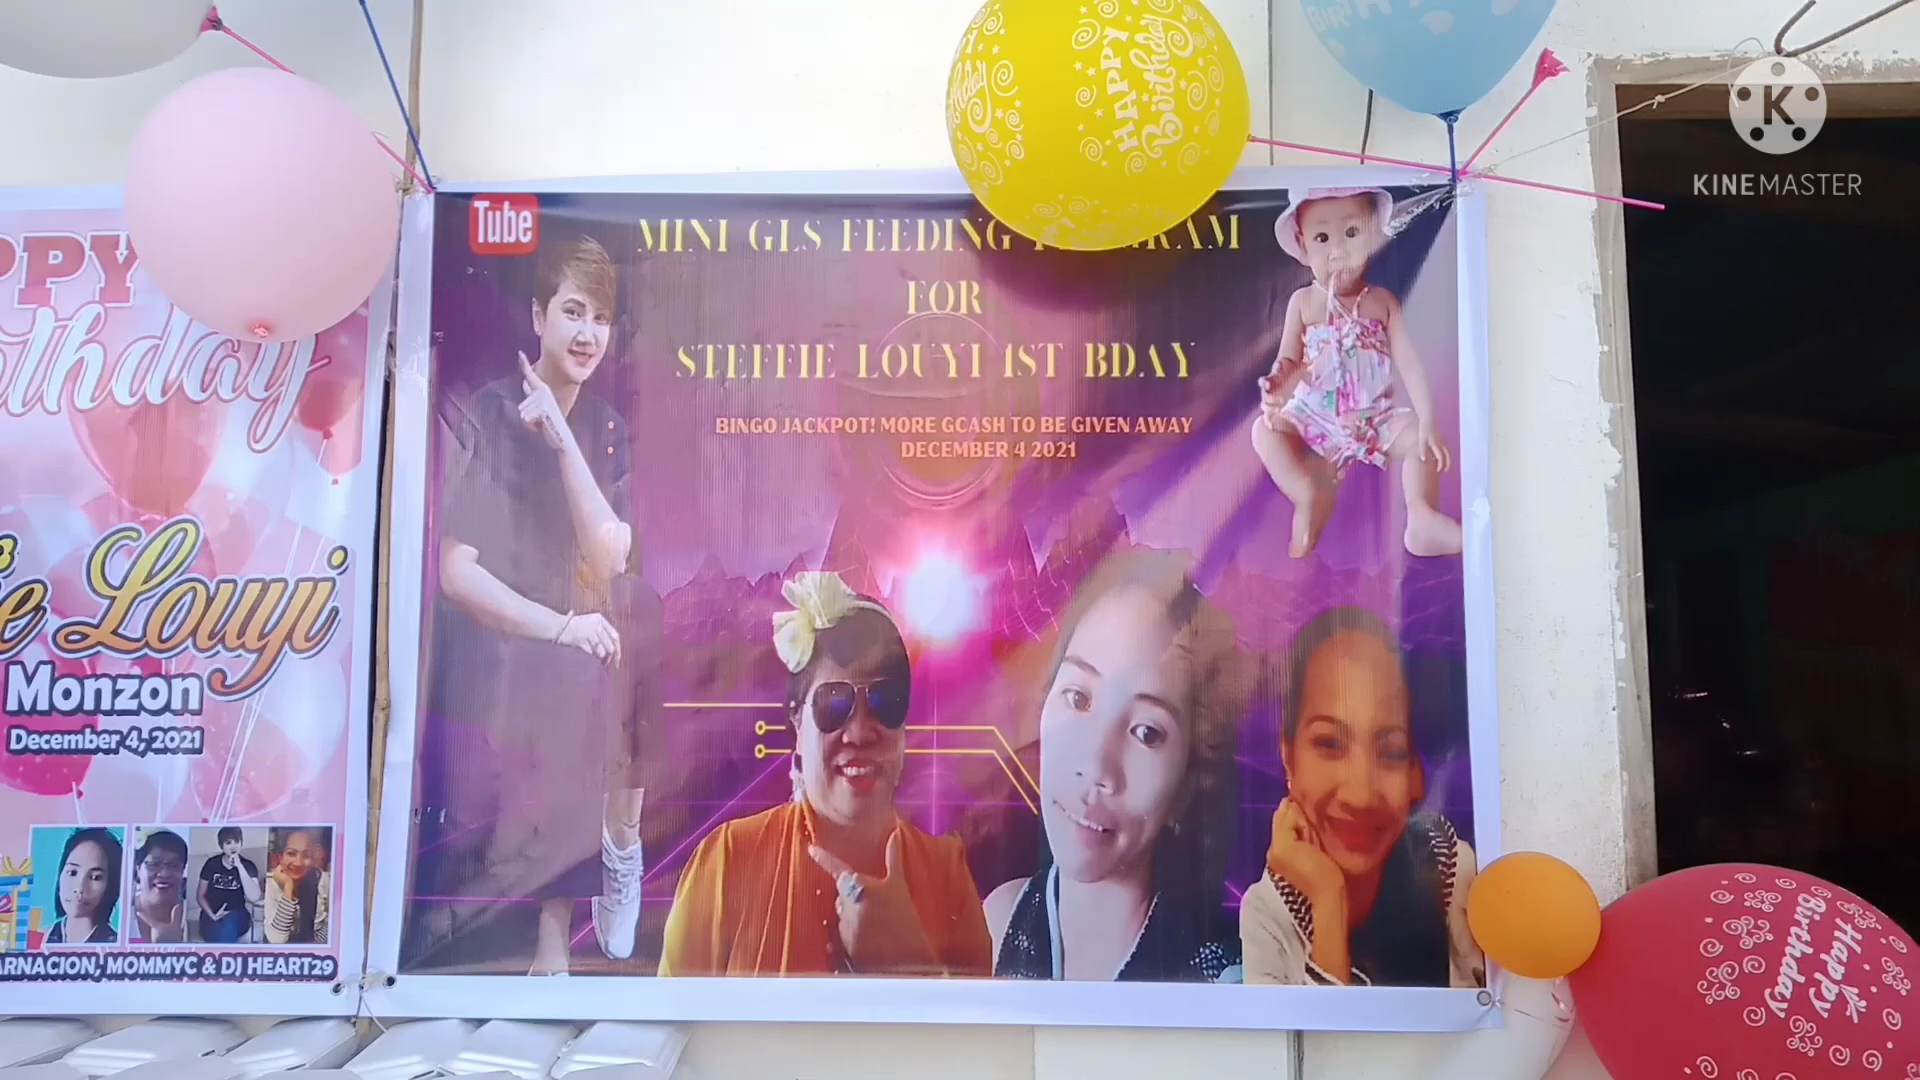 HAPPY
Birthday
KINEMASTER
Tube
MINI GLS FEEDING
FOR
STEFFIE LOUYI 1ST BDAY
BINGO JACKPOT! MORE GCASH TO BE GIVEN AWAY
DECEMBER 4 2021
Louyi
Monzon
December 4, 2021
MOMMYC & DJ HEART29
Happy
Birthday